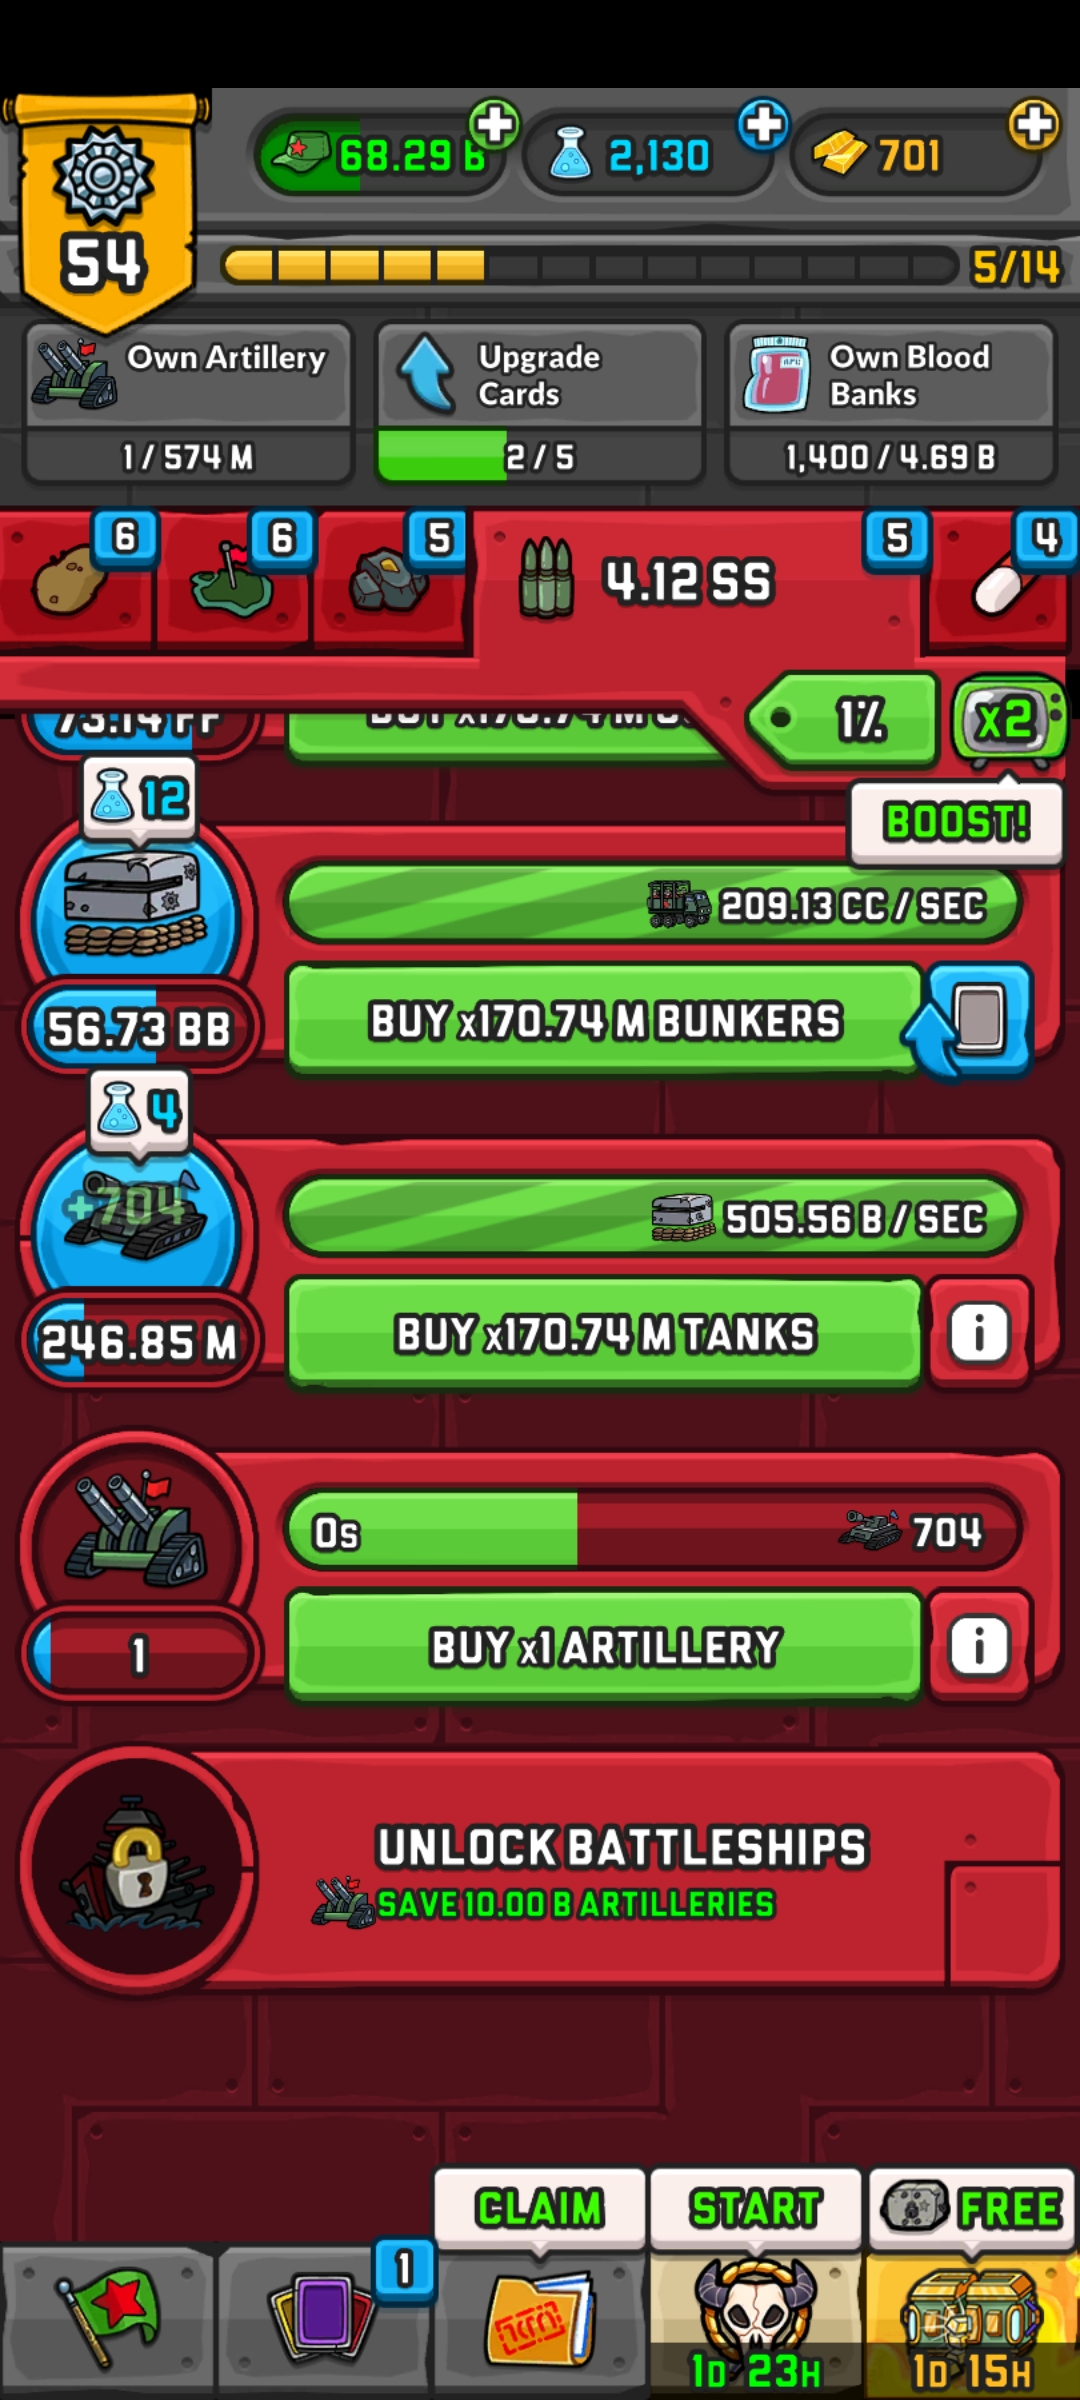 54
68.29 B
2,130
701
5/14
Own Artillery
1 / 574 M
Upgrade
Cards
2 / 5
Own Blood
Banks
1,400 / 4.69 B
6
6
5
4.12 SS
5
4
1%
x2
BOOST!
73.14 FF
12
209.13 CC / SEC
56.73 BB
BUY x170.74 M BUNKERS
4
+704
505.56 B / SEC
246.85 M
BUY x170.74 M TANKS
i
0s
704
1
BUY x1 ARTILLERY
i
UNLOCK BATTLESHIPS
SAVE 10.00 B ARTILLERIES
CLAIM
START
FREE
1
1D 23H
1D 15H